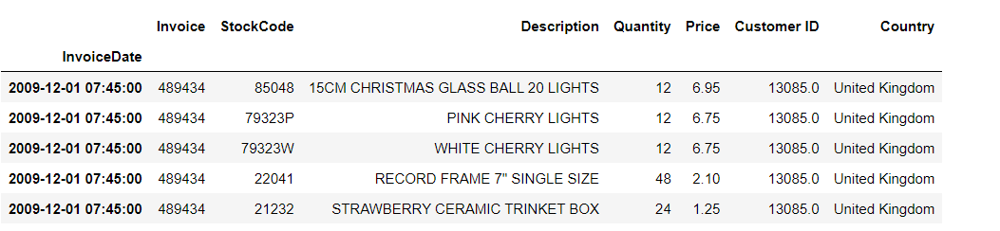 Invoice StockCode Description Quantity Price Customer ID Country
InvoiceDate
2009-12-01 07:45:00 489434 85048 15CM CHRISTMAS GLASS BALL 20 LIGHTS 12 6.95 13085.0 United Kingdom
2009-12-01 07:45:00 489434 79323P PINK CHERRY LIGHTS 12 6.75 13085.0 United Kingdom
2009-12-01 07:45:00 489434 79323W WHITE CHERRY LIGHTS 12 6.75 13085.0 United Kingdom
2009-12-01 07:45:00 489434 22041 RECORD FRAME 7" SINGLE SIZE 48 2.10 13085.0 United Kingdom
2009-12-01 07:45:00 489434 21232 STRAWBERRY CERAMIC TRINKET BOX 24 1.25 13085.0 United Kingdom